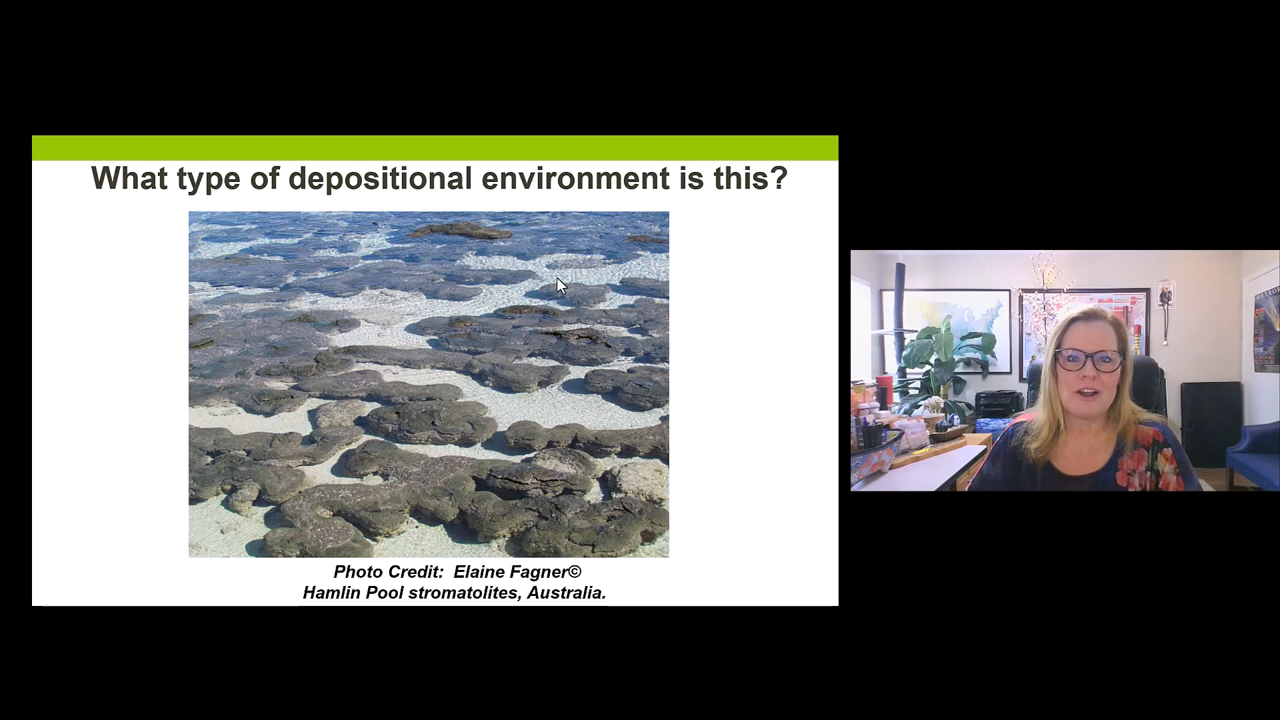 What type of depositional environment is this?
Photo Credit:  Elaine Fagner©
Hamlin Pool stromatolites, Australia.